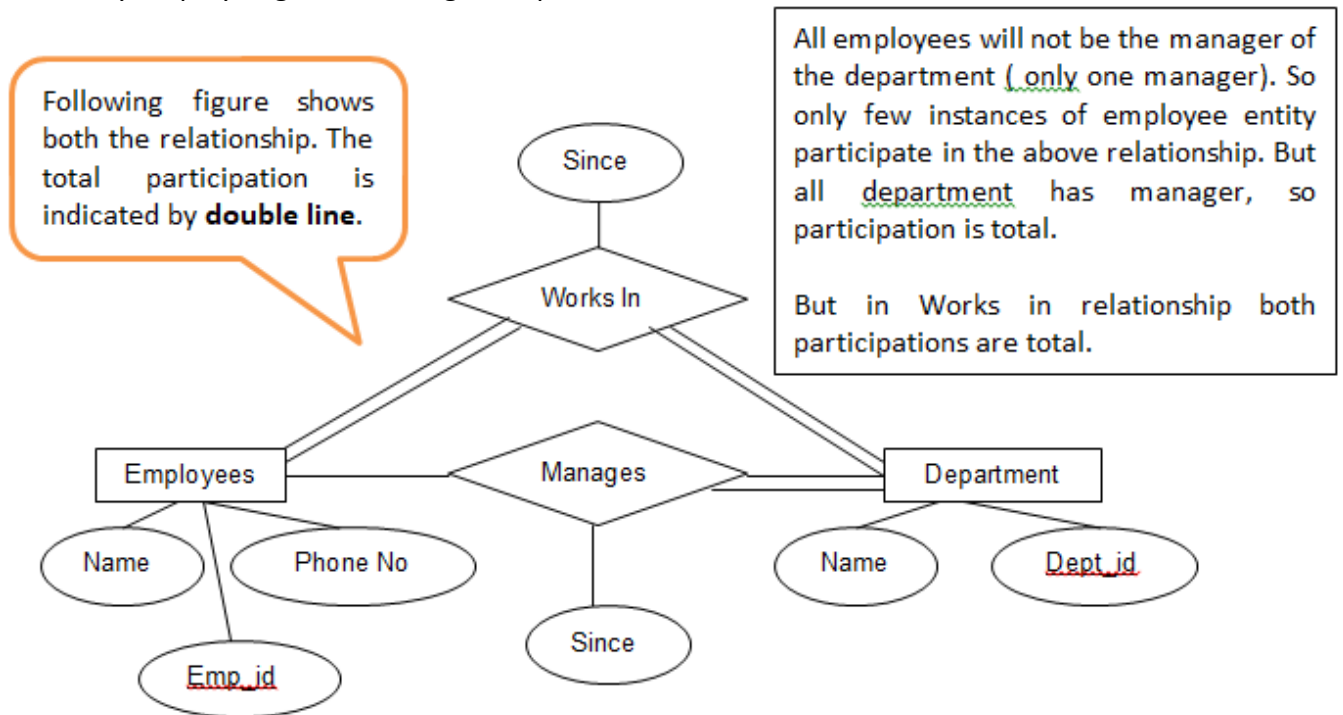 All employees will not be the manager of
the department ( only one manager). So
only few instances of employee entity
participate in the above relationship. But
all department has manager, so
participation is total.
But in Works in relationship both
participations are total.
Following figure shows
both the relationship. The
total participation is
indicated by double line.
Since
Works In
Employees
Manages
Department
Name
Phone No
Name
Dept_id
Since
Emp_id